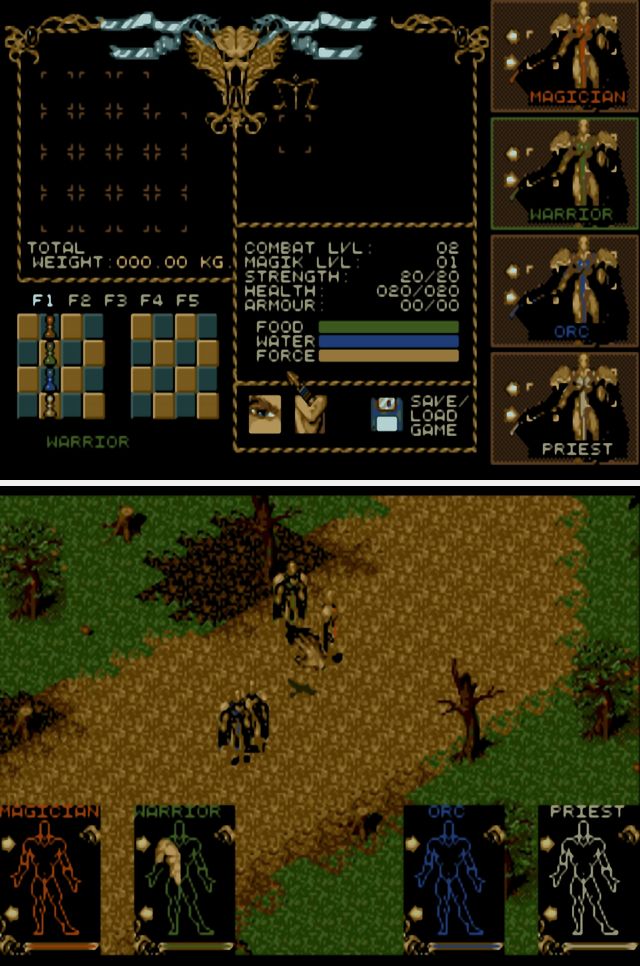 MAGICIAN
WARRIOR
ORC
PRIEST
TOTAL
WEIGHT:000.00 KG.
COMBAT LVL: 02
MAGIK LVL: 01
STRENGTH: 20/20
HEALTH: 020/020
ARMOUR: 00/00
FOOD
WATER
FORCE
F1 F2 F3 F4 F5
WARRIOR
SAVE/
LOAD
GAME
MAGICIAN WARRIOR ORC PRIEST